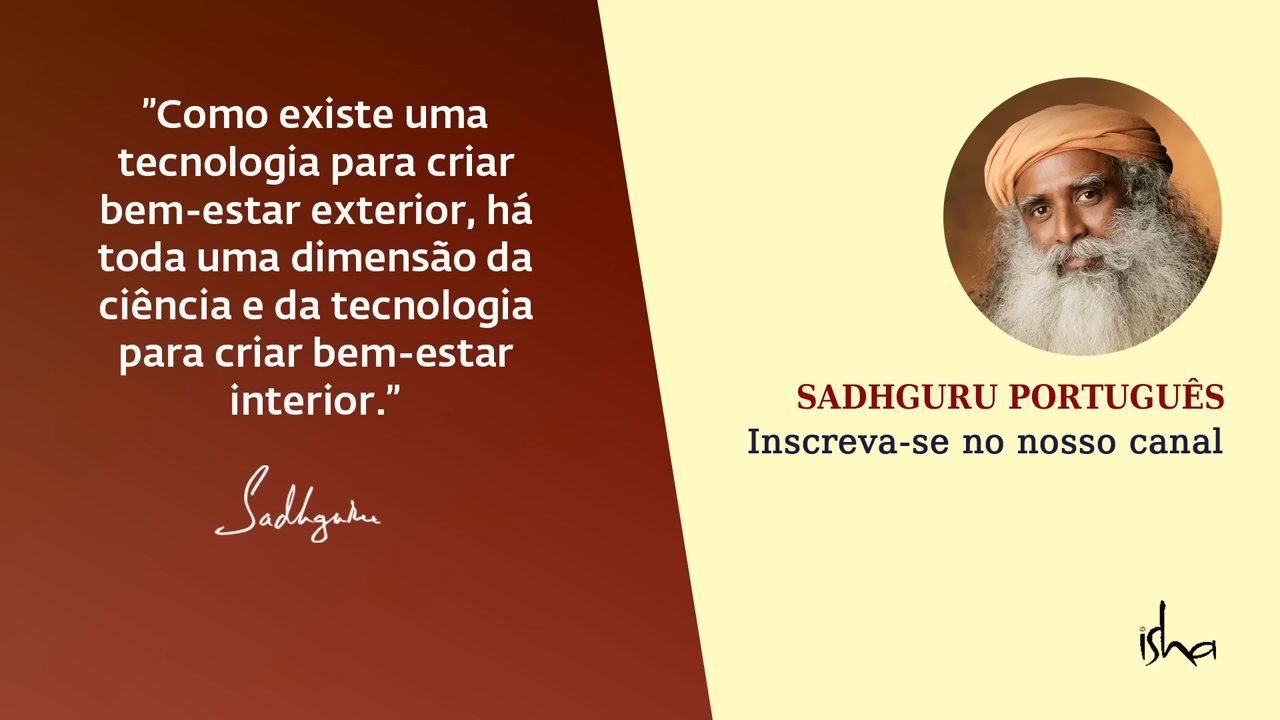 ”Como existe uma
tecnologia para criar
bem-estar exterior, há
toda uma dimensão da
ciência e da tecnologia
para criar bem-estar
interior.”
Sadhguru
SADHGURU PORTUGUÊS
Inscreva-se no nosso canal
isha